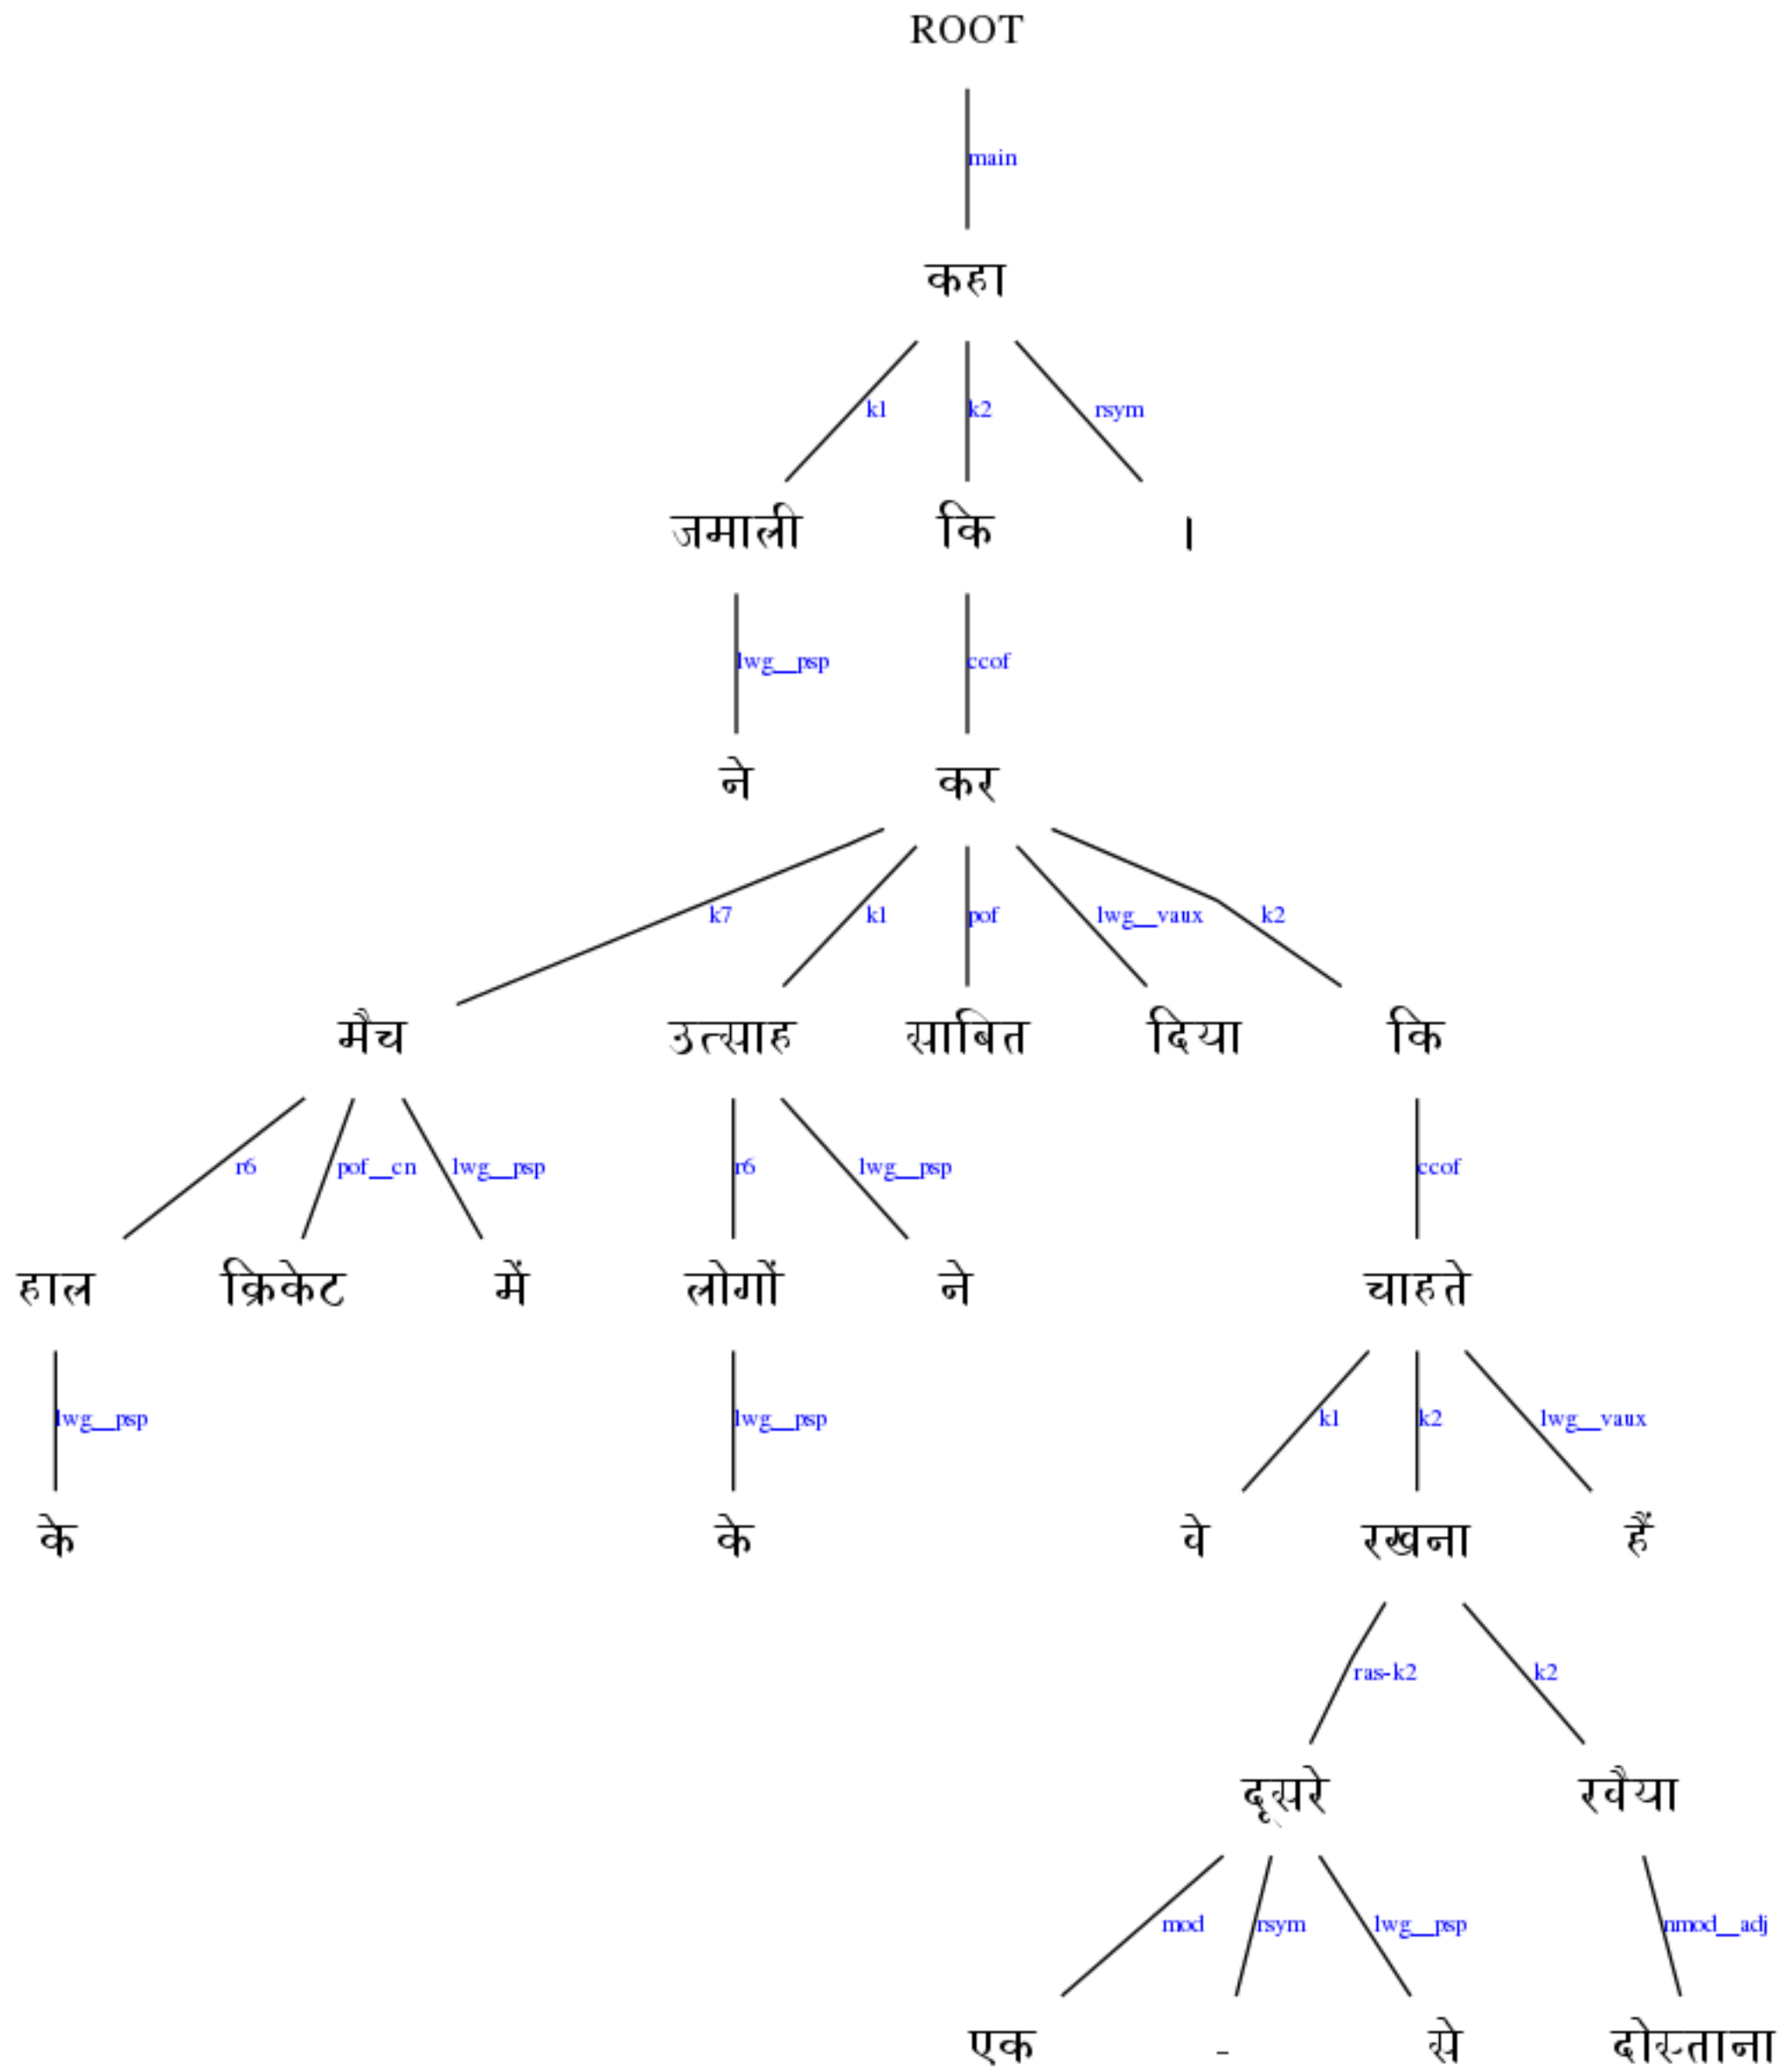 ROOT
main
कहा
k1 k2 rsym
जमाली कि ।
lwg__psp ccof
ने कर
k7 k1 pof lwg__vaux k2
मैच उत्साह साबित दिया कि
r6 pof__cn lwg__psp r6 lwg__psp ccof
हाल क्रिकेट में लोगों ने चाहते
lwg__psp lwg__psp k1 k2 lwg__vaux
के के वे रखना हैं
ras-k2 k2
दूसरे रवैया
mod rsym lwg__psp nmod__adj
एक - से दोस्ताना